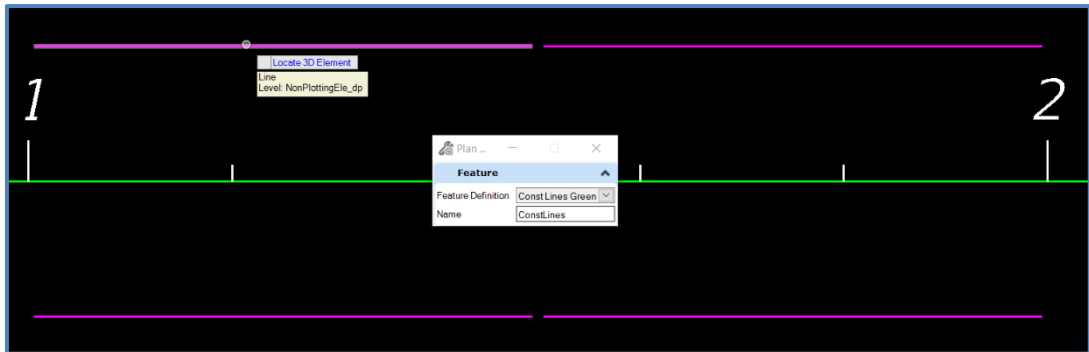 Locate 3D Element
Line
Level: NonPlottingEle_dp
1
2
Plan ...
Feature
Feature Definition Const Lines Green
Name ConstLines